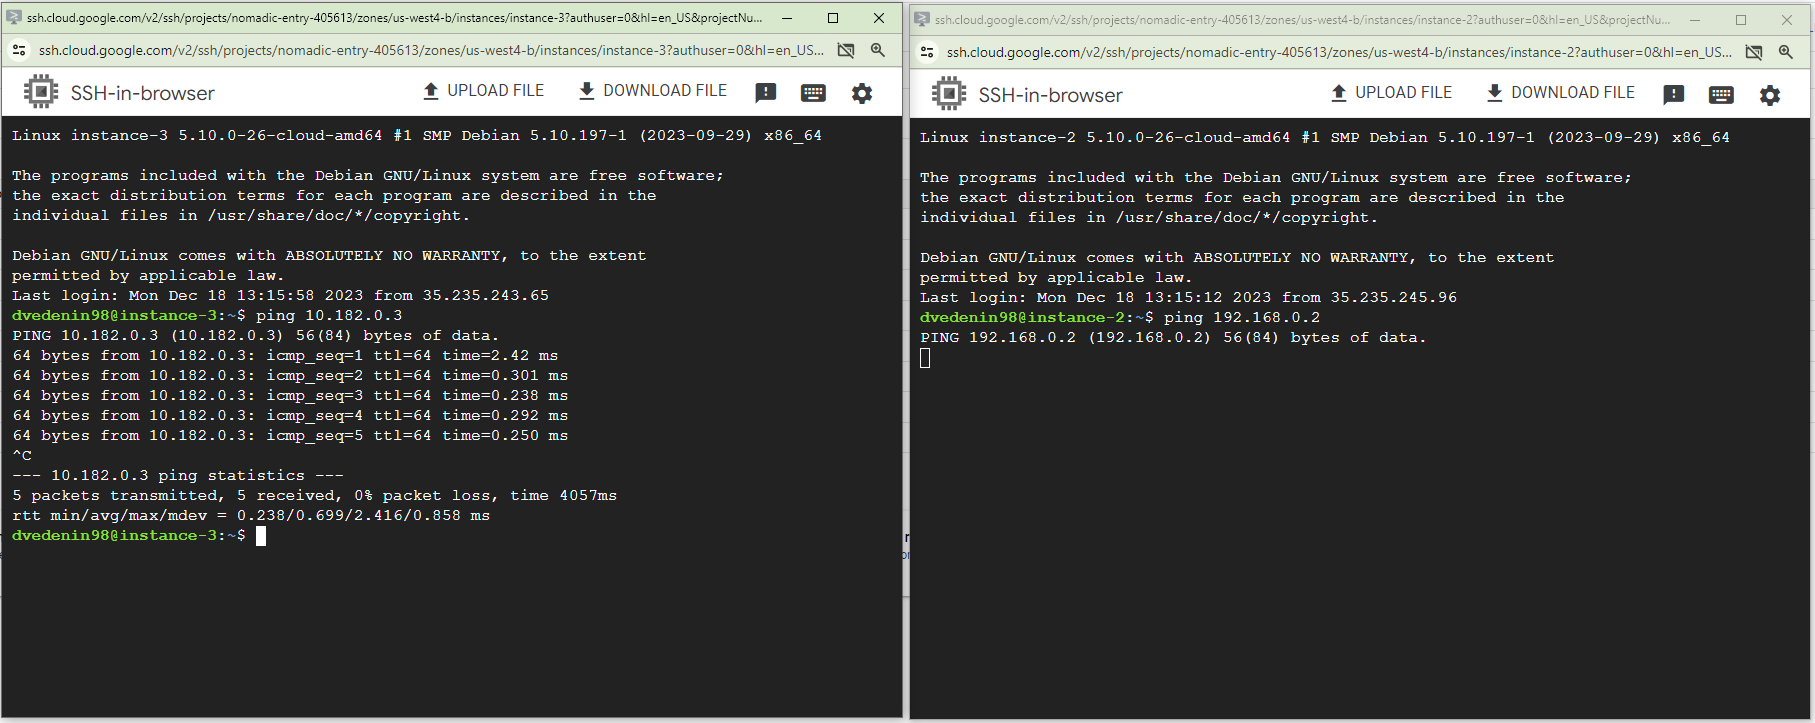 ssh.cloud.google.com/v2/ssh/projects/nomadic-entry-405613/zones/us-west4-b/instances/instance-3?authuser=0&hl=en_US&projectNu...
ssh.cloud.google.com/v2/ssh/projects/nomadic-entry-405613/zones/us-west4-b/instances/instance-3?authuser=0&hl=en_US...
SSH-in-browser
UPLOAD FILE
DOWNLOAD FILE
Linux instance-3 5.10.0-26-cloud-amd64 #1 SMP Debian 5.10.197-1 (2023-09-29) x86_64
The programs included with the Debian GNU/Linux system are free software;
the exact distribution terms for each program are described in the
individual files in /usr/share/doc/*/copyright.
Debian GNU/Linux comes with ABSOLUTELY NO WARRANTY, to the extent
permitted by applicable law.
Last login: Mon Dec 18 13:15:58 2023 from 35.235.243.65
dvedenin98@instance-3:~$ ping 10.182.0.3
PING 10.182.0.3 (10.182.0.3) 56(84) bytes of data.
64 bytes from 10.182.0.3: icmp_seq=1 ttl=64 time=2.42 ms
64 bytes from 10.182.0.3: icmp_seq=2 ttl=64 time=0.301 ms
64 bytes from 10.182.0.3: icmp_seq=3 ttl=64 time=0.238 ms
64 bytes from 10.182.0.3: icmp_seq=4 ttl=64 time=0.292 ms
64 bytes from 10.182.0.3: icmp_seq=5 ttl=64 time=0.250 ms
^C
--- 10.182.0.3 ping statistics ---
5 packets transmitted, 5 received, 0% packet loss, time 4057ms
rtt min/avg/max/mdev = 0.238/0.699/2.416/0.858 ms
dvedenin98@instance-3:~$
ssh.cloud.google.com/v2/ssh/projects/nomadic-entry-405613/zones/us-west4-b/instances/instance-2?authuser=0&hl=en_US&projectNu...
ssh.cloud.google.com/v2/ssh/projects/nomadic-entry-405613/zones/us-west4-b/instances/instance-2?authuser=0&hl=en_US...
SSH-in-browser
UPLOAD FILE
DOWNLOAD FILE
Linux instance-2 5.10.0-26-cloud-amd64 #1 SMP Debian 5.10.197-1 (2023-09-29) x86_64
The programs included with the Debian GNU/Linux system are free software;
the exact distribution terms for each program are described in the
individual files in /usr/share/doc/*/copyright.
Debian GNU/Linux comes with ABSOLUTELY NO WARRANTY, to the extent
permitted by applicable law.
Last login: Mon Dec 18 13:15:12 2023 from 35.235.245.96
dvedenin98@instance-2:~$ ping 192.168.0.2
PING 192.168.0.2 (192.168.0.2) 56(84) bytes of data.